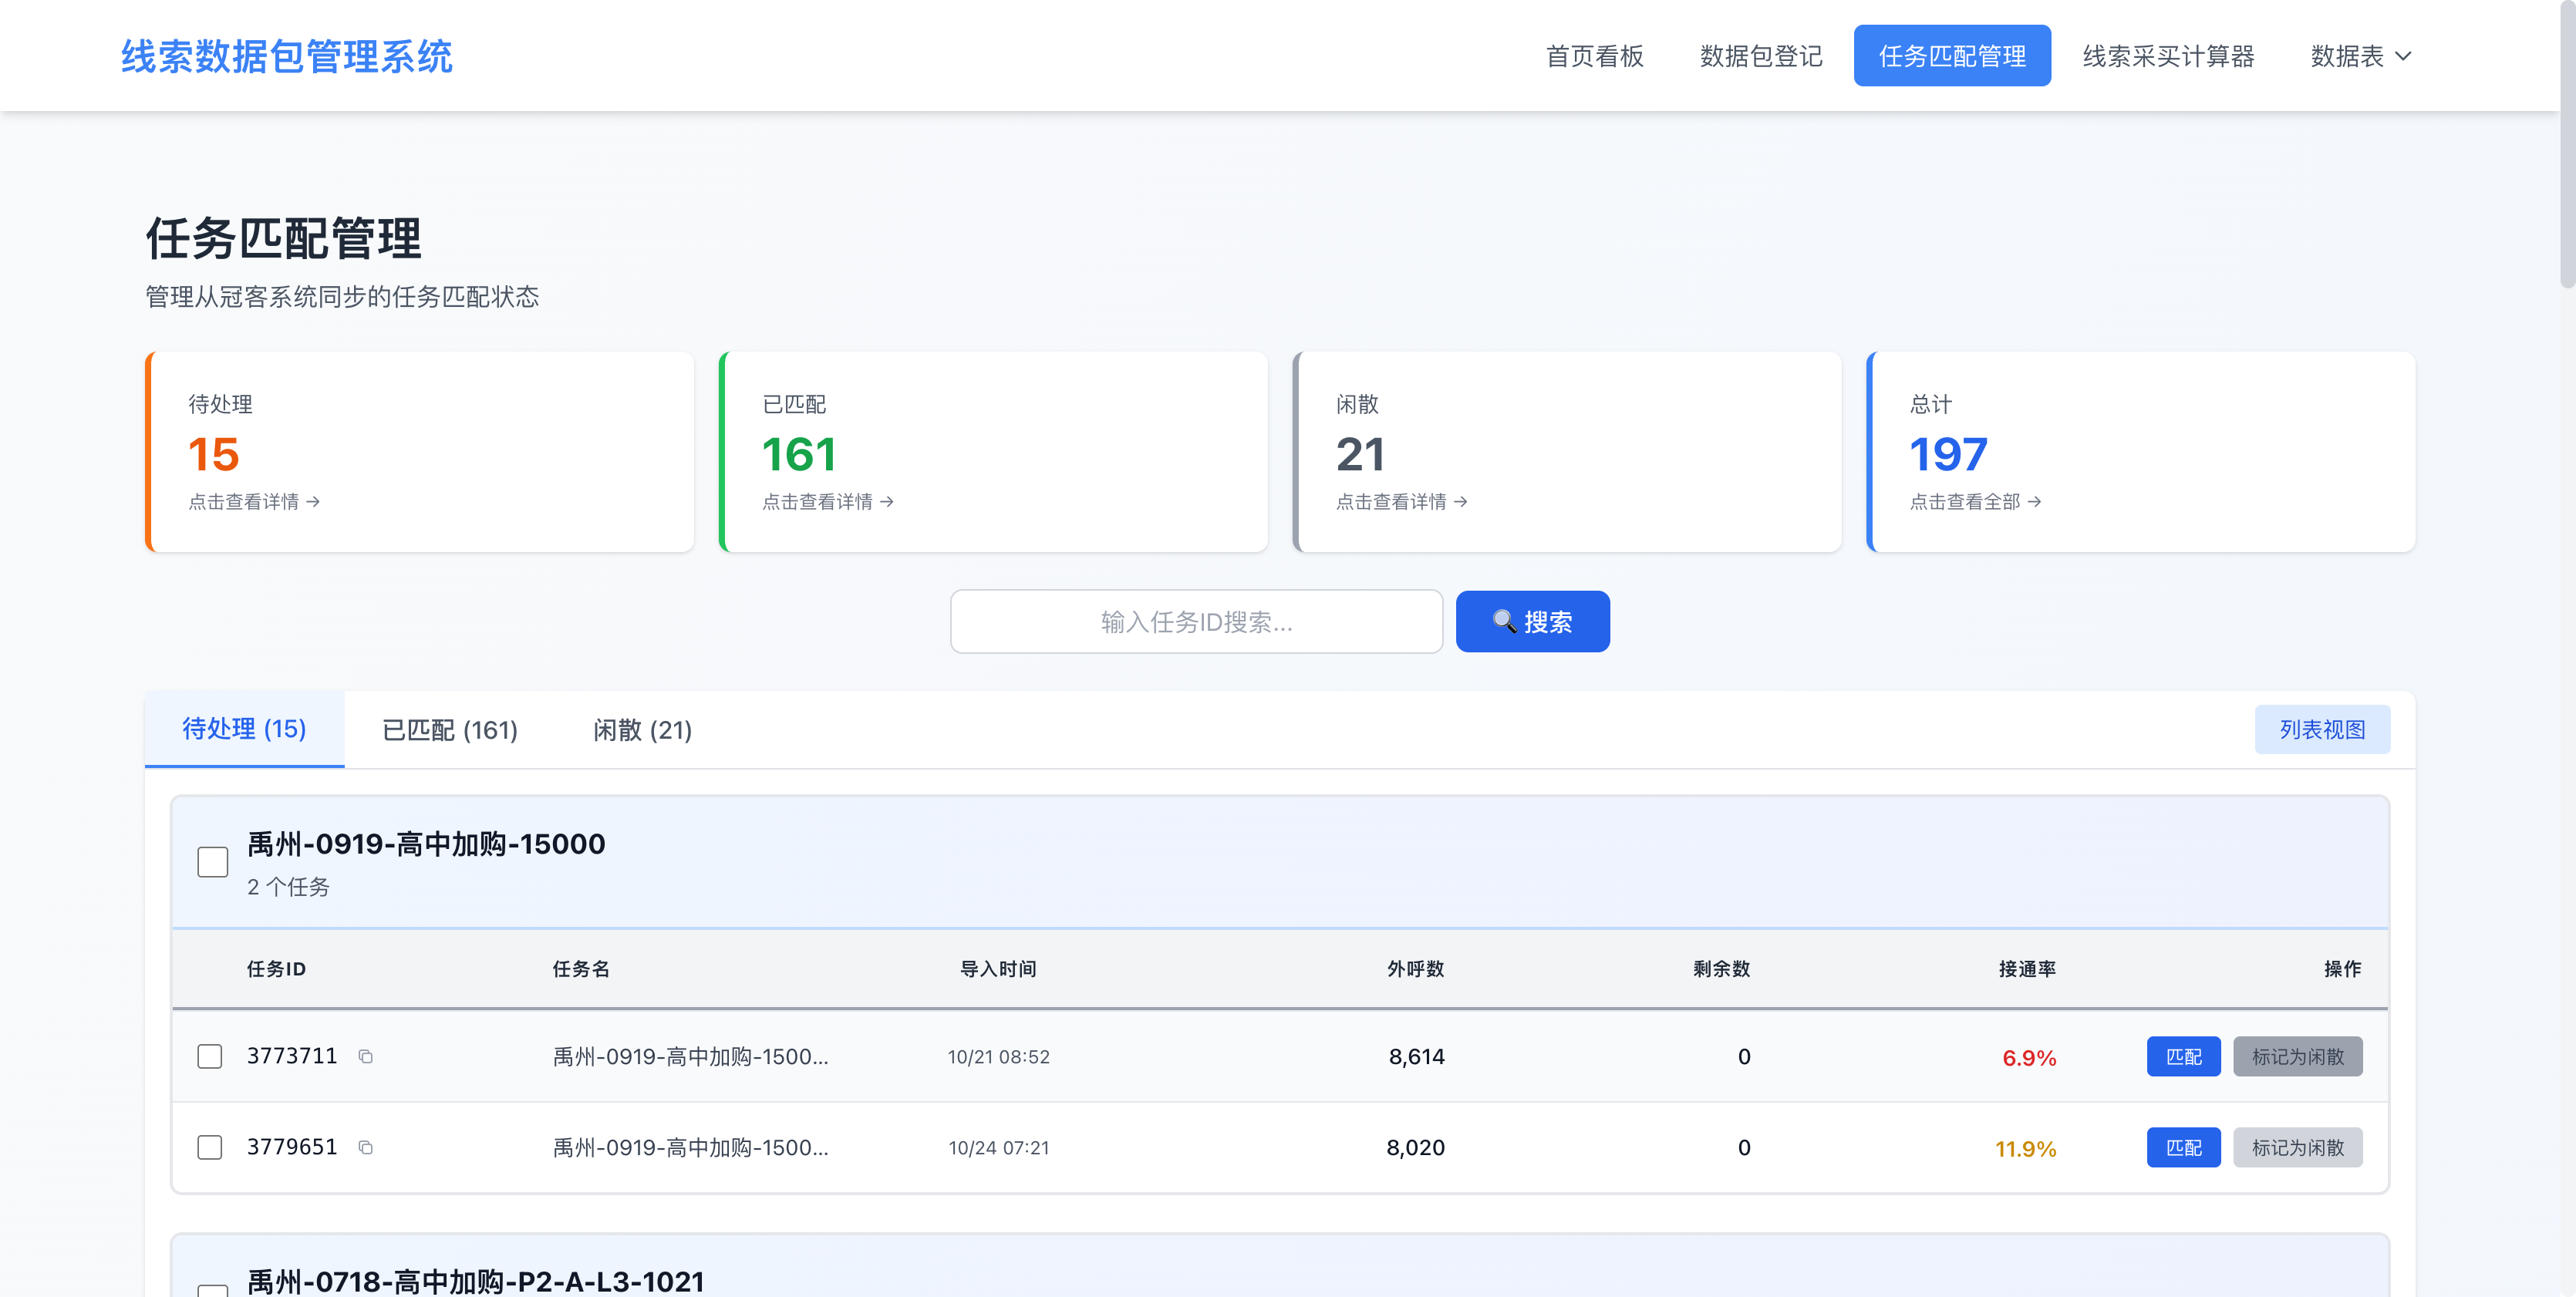 线索数据包管理系统 首页看板 数据包登记 任务匹配管理 线索采买计算器 数据表
任务匹配管理
管理从冠客系统同步的任务匹配状态
待处理 已匹配 闲散 总计
15 161 21 197
点击查看详情 → 点击查看详情 → 点击查看详情 → 点击查看全部 →
输入任务ID搜索... 搜索
待处理 (15) 已匹配 (161) 闲散 (21) 列表视图
禹州-0919-高中加购-15000
2 个任务
任务ID 任务名 导入时间 外呼数 剩余数 接通率 操作
3773711 禹州-0919-高中加购-1500... 10/21 08:52 8,614 0 6.9% 匹配 标记为闲散
3779651 禹州-0919-高中加购-1500... 10/24 07:21 8,020 0 11.9% 匹配 标记为闲散
禹州-0718-高中加购-P2-A-L3-1021